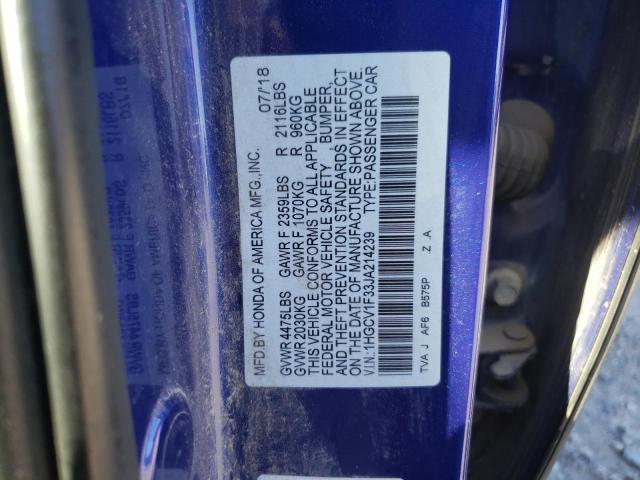 MFD.BY HONDA OF AMERICA MFG.,INC. 07/'18
GVWR 4475LBS GAWR F 2359LBS R 2116LBS
GVWR 2030KG GAWR F 1070KG R 960KG
THIS VEHICLE CONFORMS TO ALL APPLICABLE
FEDERAL MOTOR VEHICLE SAFETY BUMPER,
AND THEFT PREVENTION STANDARDS IN EFFECT
ON THE DATE OF MANUFACTURE SHOWN ABOVE.
V.I.N.:1HGCV1F33JA214239 TYPE:PASSENGER CAR
TVA J AF6 B575P .Z A